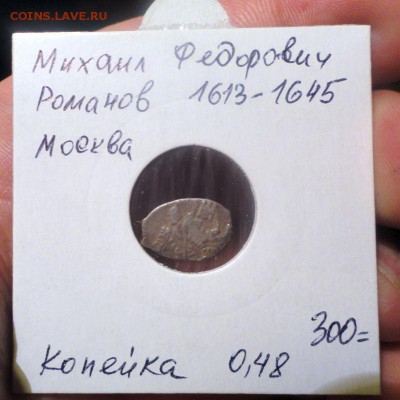 COINS.LAVE.RU
Михаил Федорович
Романов 1613-1645
Москва
300=
Копейка 0,48